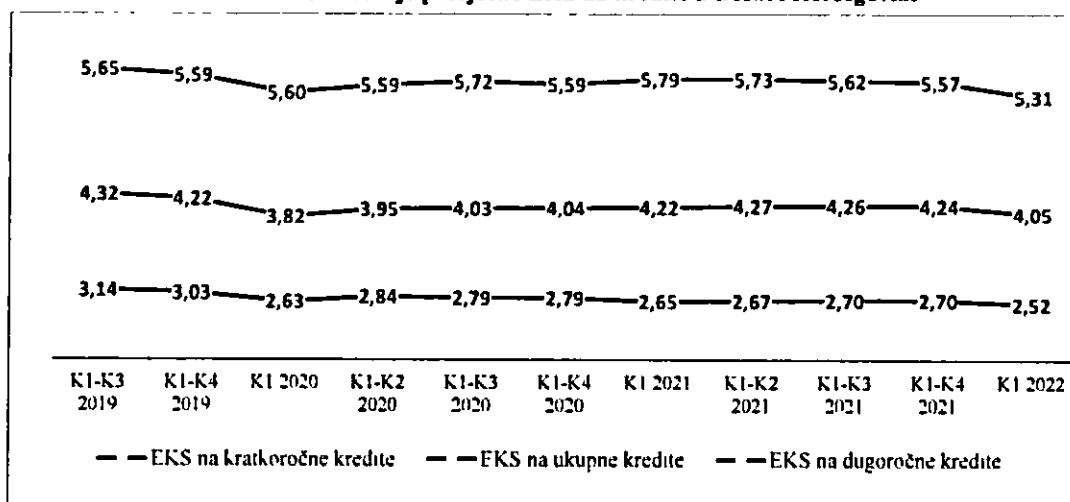 5,65 5,59 5,60 5,59 5,72 5,59 5,79 5,73 5,62 5,57 5,31
4,32 4,22 3,82 3,95 4,03 4,04 4,22 4,27 4,26 4,24 4,05
3,14 3,03 2,63 2,84 2,79 2,79 2,65 2,67 2,70 2,70 2,52
K1-K3 K1-K4 K1 2020 K1-K2 K1-K3 K1-K4 K1 2021 K1-K2 K1-K3 K1-K4 K1 2022
2019 2019 2020 2020 2020 2021 2021 2021
EKS na kratkoročne kredite EKS na ukupne kredite EKS na dugoročne kredite